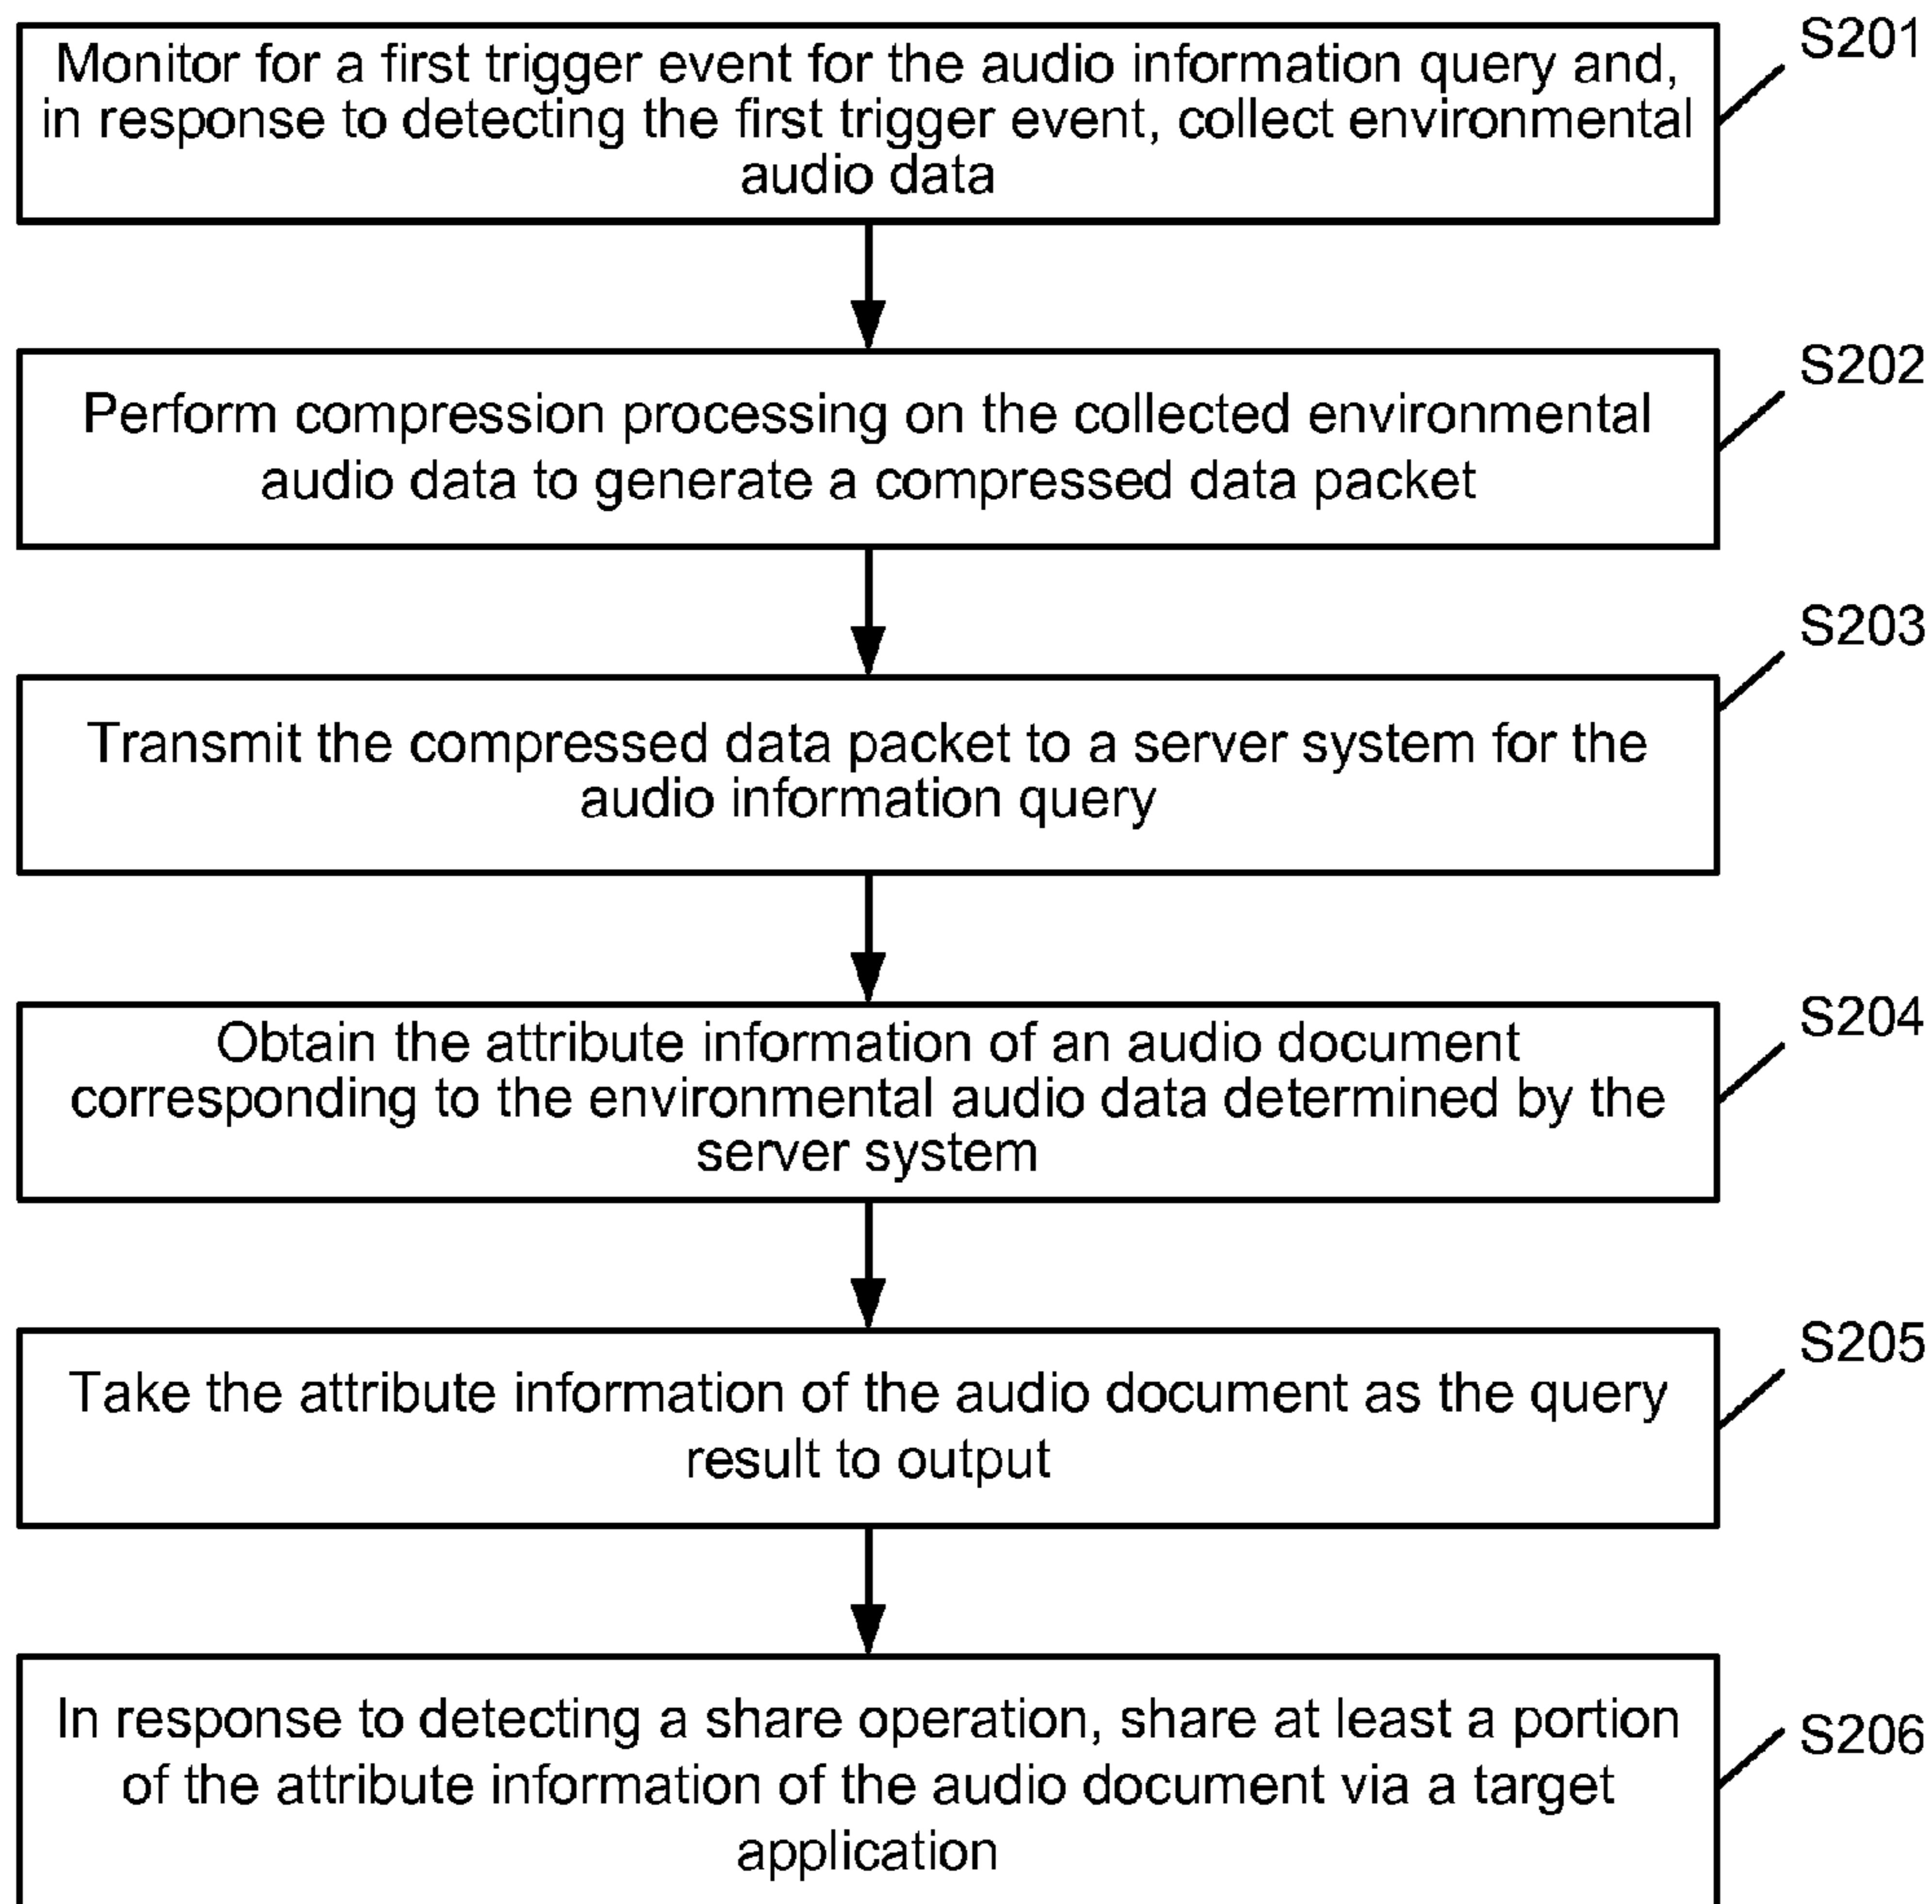 S201
Monitor for a first trigger event for the audio information query and,
in response to detecting the first trigger event, collect environmental
audio data
S202
Perform compression processing on the collected environmental
audio data to generate a compressed data packet
S203
Transmit the compressed data packet to a server system for the
audio information query
S204
Obtain the attribute information of an audio document
corresponding to the environmental audio data determined by the
server system
S205
Take the attribute information of the audio document as the query
result to output
S206
In response to detecting a share operation, share at least a portion
of the attribute information of the audio document via a target
application